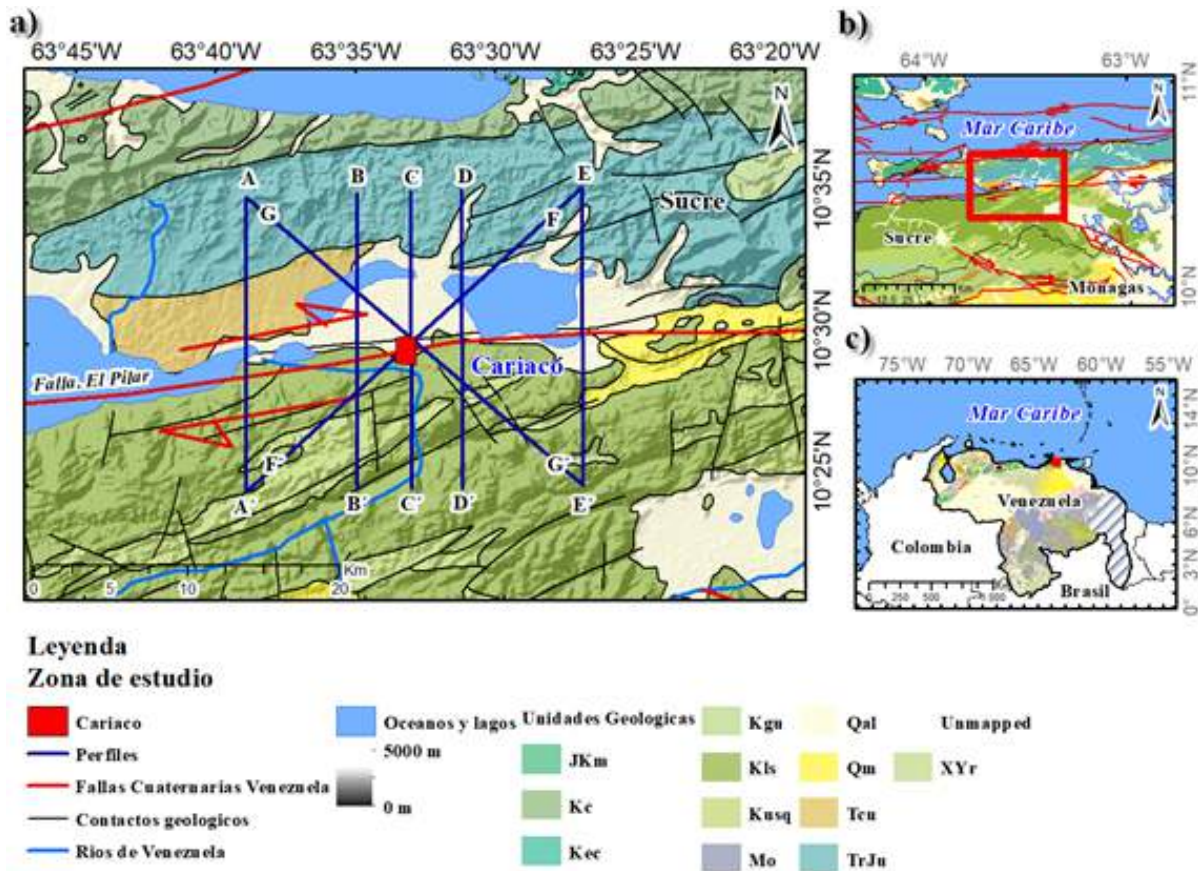 a)
63°45'W 63°40'W 63°35'W 63°30'W 63°25'W 63°20'W
N
A B C D E
G F
Sucre
10°35'N
10°30'N
10°25'N
Cariaco
Falla. El Pilar
F' G'
A' B' C' D' E'
Km
0 5 10 20
b)
64°W 63°W
N
11°N
10°N
Mar Caribe
Sucre
Monagas
c)
75°W 70°W 65°W 60°W 55°W
N
Mar Caribe
Venezuela
Colombia
Brasil
14°N
10°N
6°N
3°N
0°
0 250 500
Leyenda
Zona de estudio
Cariaco
Perfiles
Fallas Cuaternarias Venezuela
Contactos geologicos
Rios de Venezuela
Oceanos y lagos
5000 m
0 m
Unidades Geologicas
JKm
Kc
Kec
Kgu
Kls
Kusq
Mo
Qal
Qm
Tcu
TrJu
Unmapped
XYr